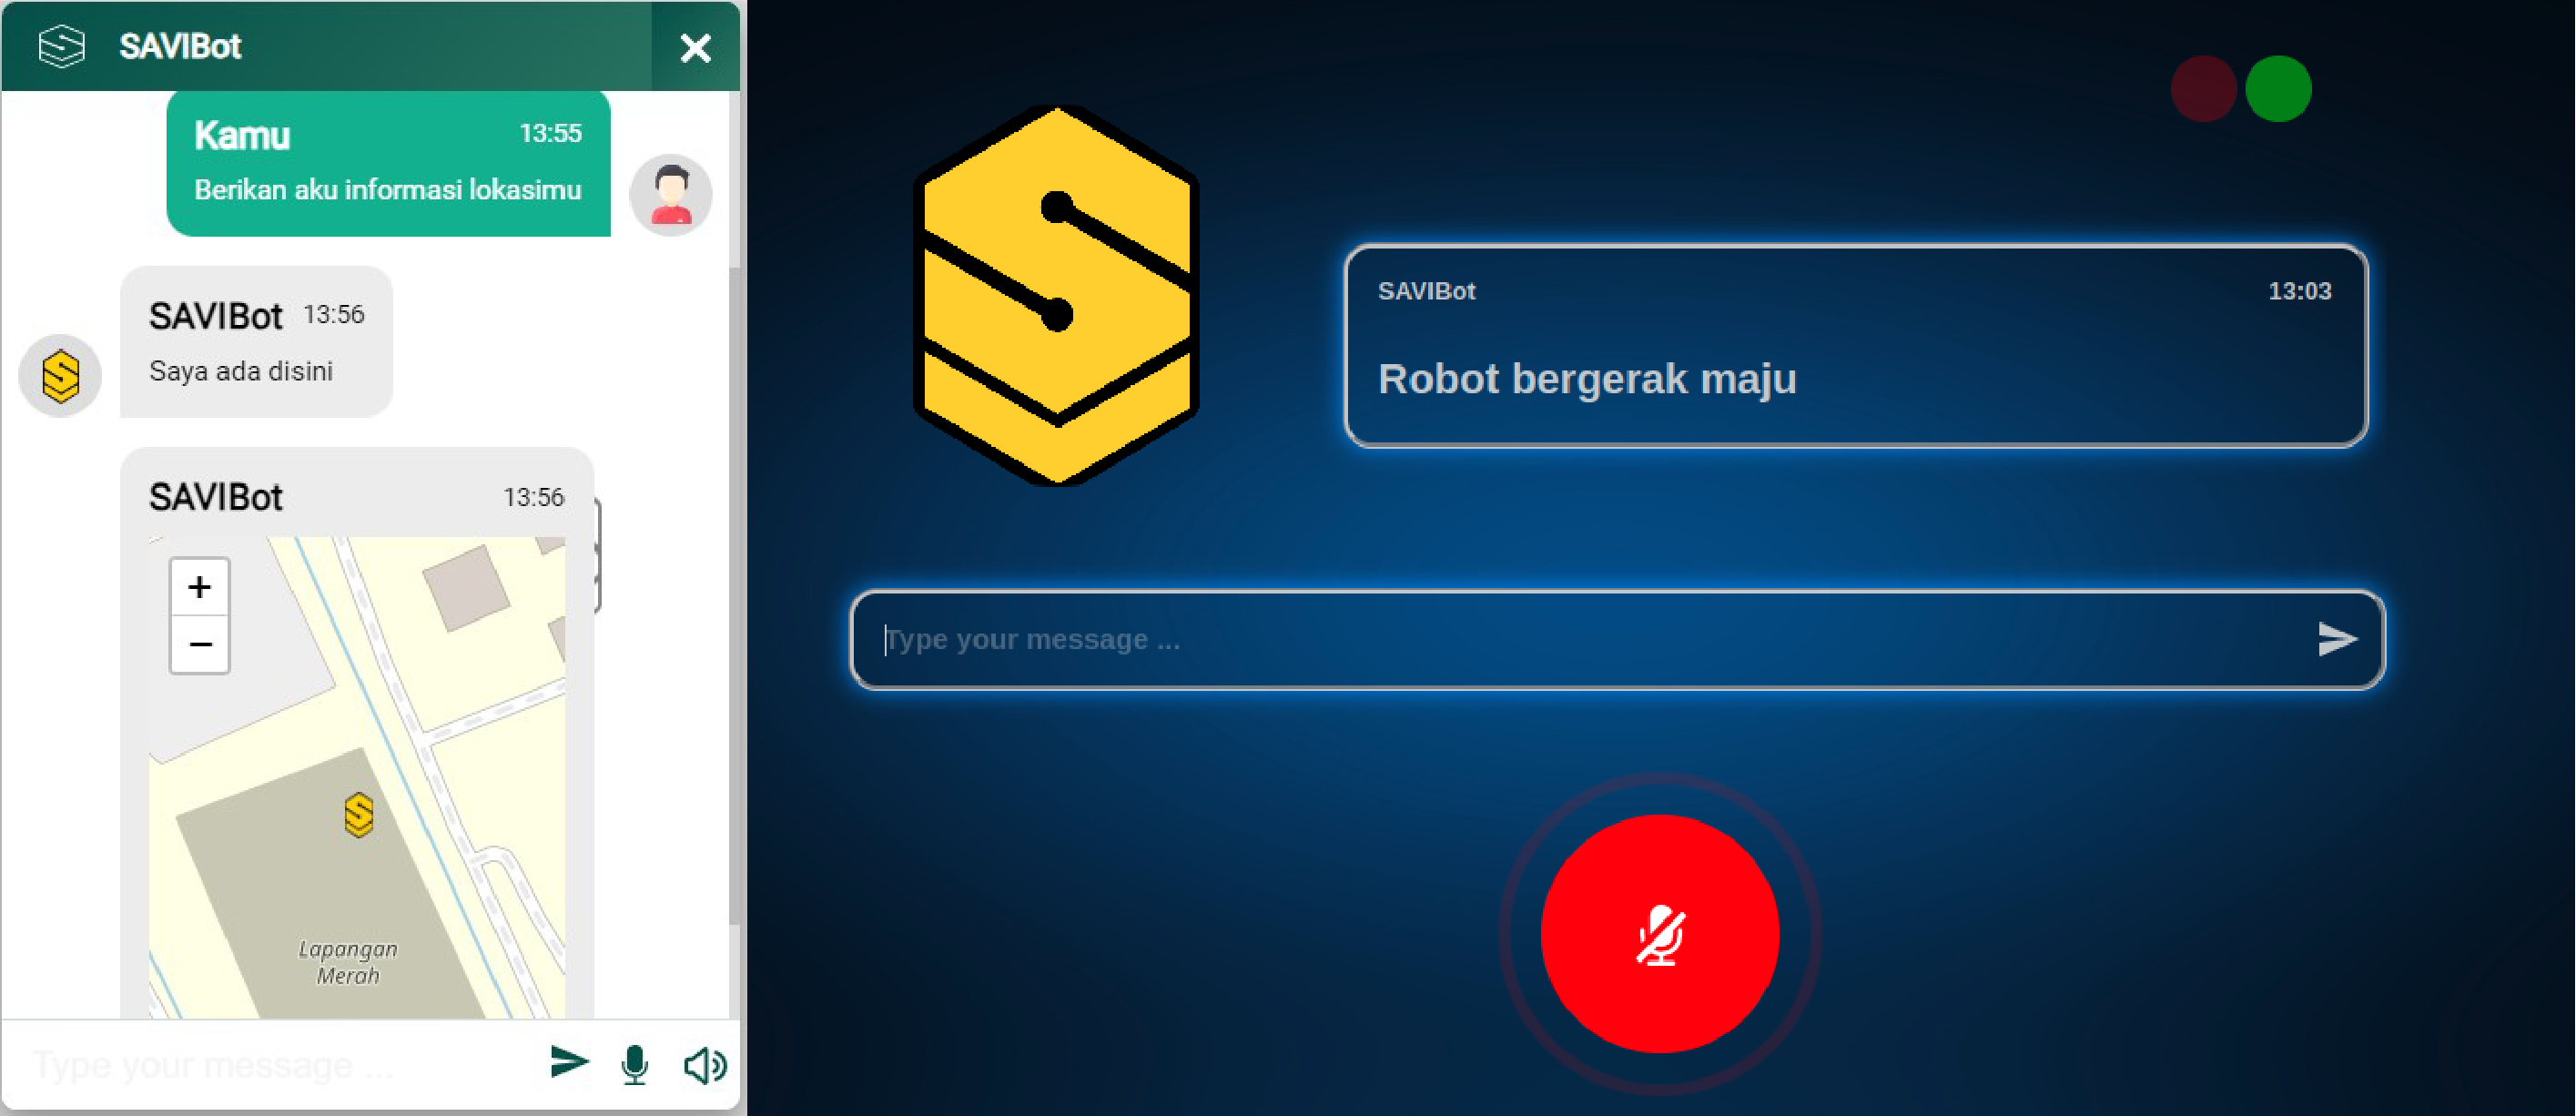 SAVIBot
Kamu 13:55
Berikan aku informasi lokasimu
SAVIBot 13:56
Saya ada disini
SAVIBot 13:56
+
−
Lapangan
Merah
Type your message ...
SAVIBot 13:03
Robot bergerak maju
Type your message ...